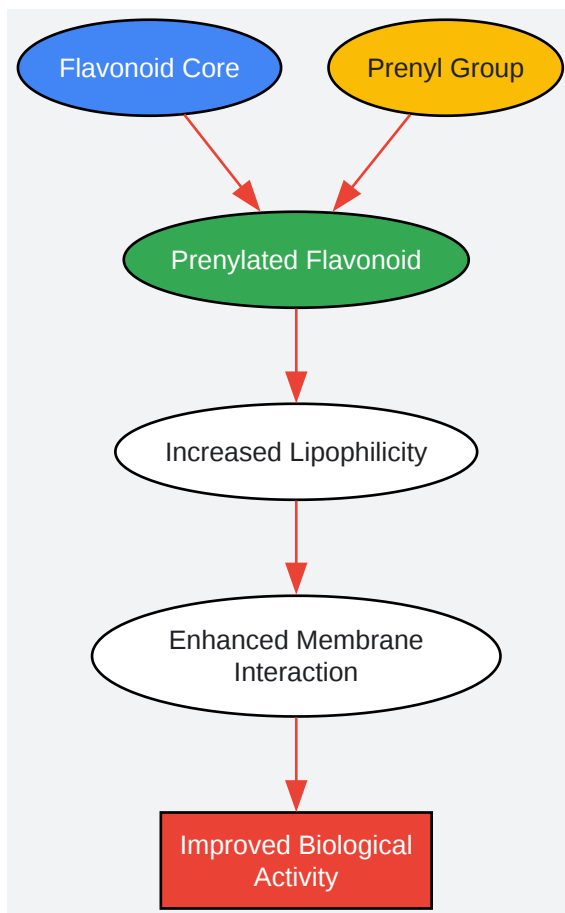 Flavonoid Core
Prenyl Group
Prenylated Flavonoid
Increased Lipophilicity
Enhanced Membrane
Interaction
Improved Biological
Activity